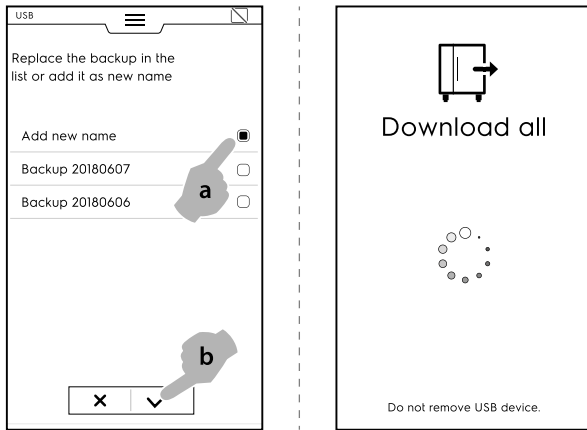 USB
Replace the backup in the
list or add it as new name
Add new name
Backup 20180607
Backup 20180606
a
b
Download all
Do not remove USB device.